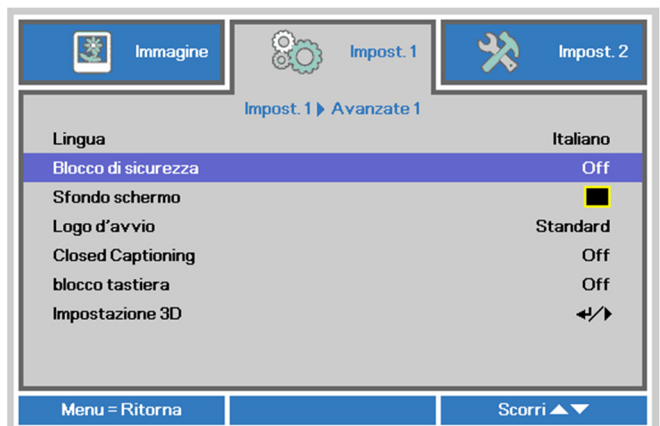 Immagine
Impost. 1
Impost. 2
Impost. 1 Avanzate 1
Lingua Italiano
Blocco di sicurezza Off
Sfondo schermo
Logo d'avvio Standard
Closed Captioning Off
blocco tastiera Off
Impostazione 3D
Menu = Ritorna Scorri